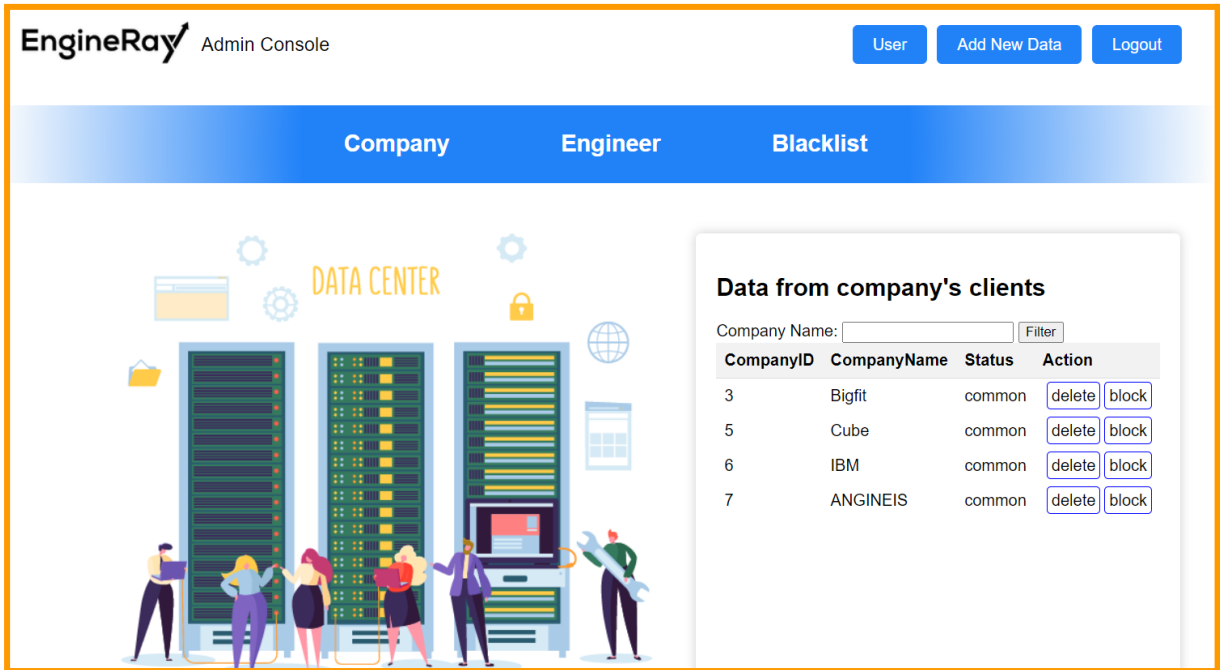 EngineRay Admin Console User Add New Data Logout
Company Engineer Blacklist
DATA CENTER
Data from company's clients
Company Name: Filter
CompanyID CompanyName Status Action
3 Bigfit common delete block
5 Cube common delete block
6 IBM common delete block
7 ANGINEIS common delete block